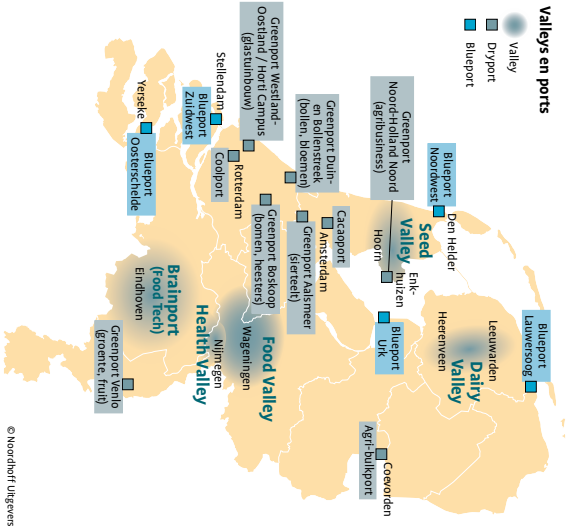 Valleys en ports
Valley
Dryport
Blueport
Blueport
Lauwersoog
Leeuwarden
Heerenveen
Dairy
Valley
Blueport
Noordwest
Den Helder
Seed
Valley
Greenport
Noord-Holland Noord
(agribusiness)
Hoorn
Enk-
huizen
Blueport
Urk
Coevorden
Agri-bulkport
Cacaoport
Amsterdam
Greenport Duin-
en Bollenstreek
(bollen, bloemen)
Greenport Aalsmeer
(sierteelt)
Greenport Westland-
Oostland / Horti Campus
(glastuinbouw)
Greenport Boskoop
(bomen, heesters)
Rotterdam
Coolport
Stellendam
Blueport
Zuidwest
Yerseke
Blueport
Oosterschelde
Food Valley
Wageningen
Nijmegen
Health Valley
Brainport
(Food Tech)
Eindhoven
Greenport Venlo
(groente, fruit)
© Noordhoff Uitgevers